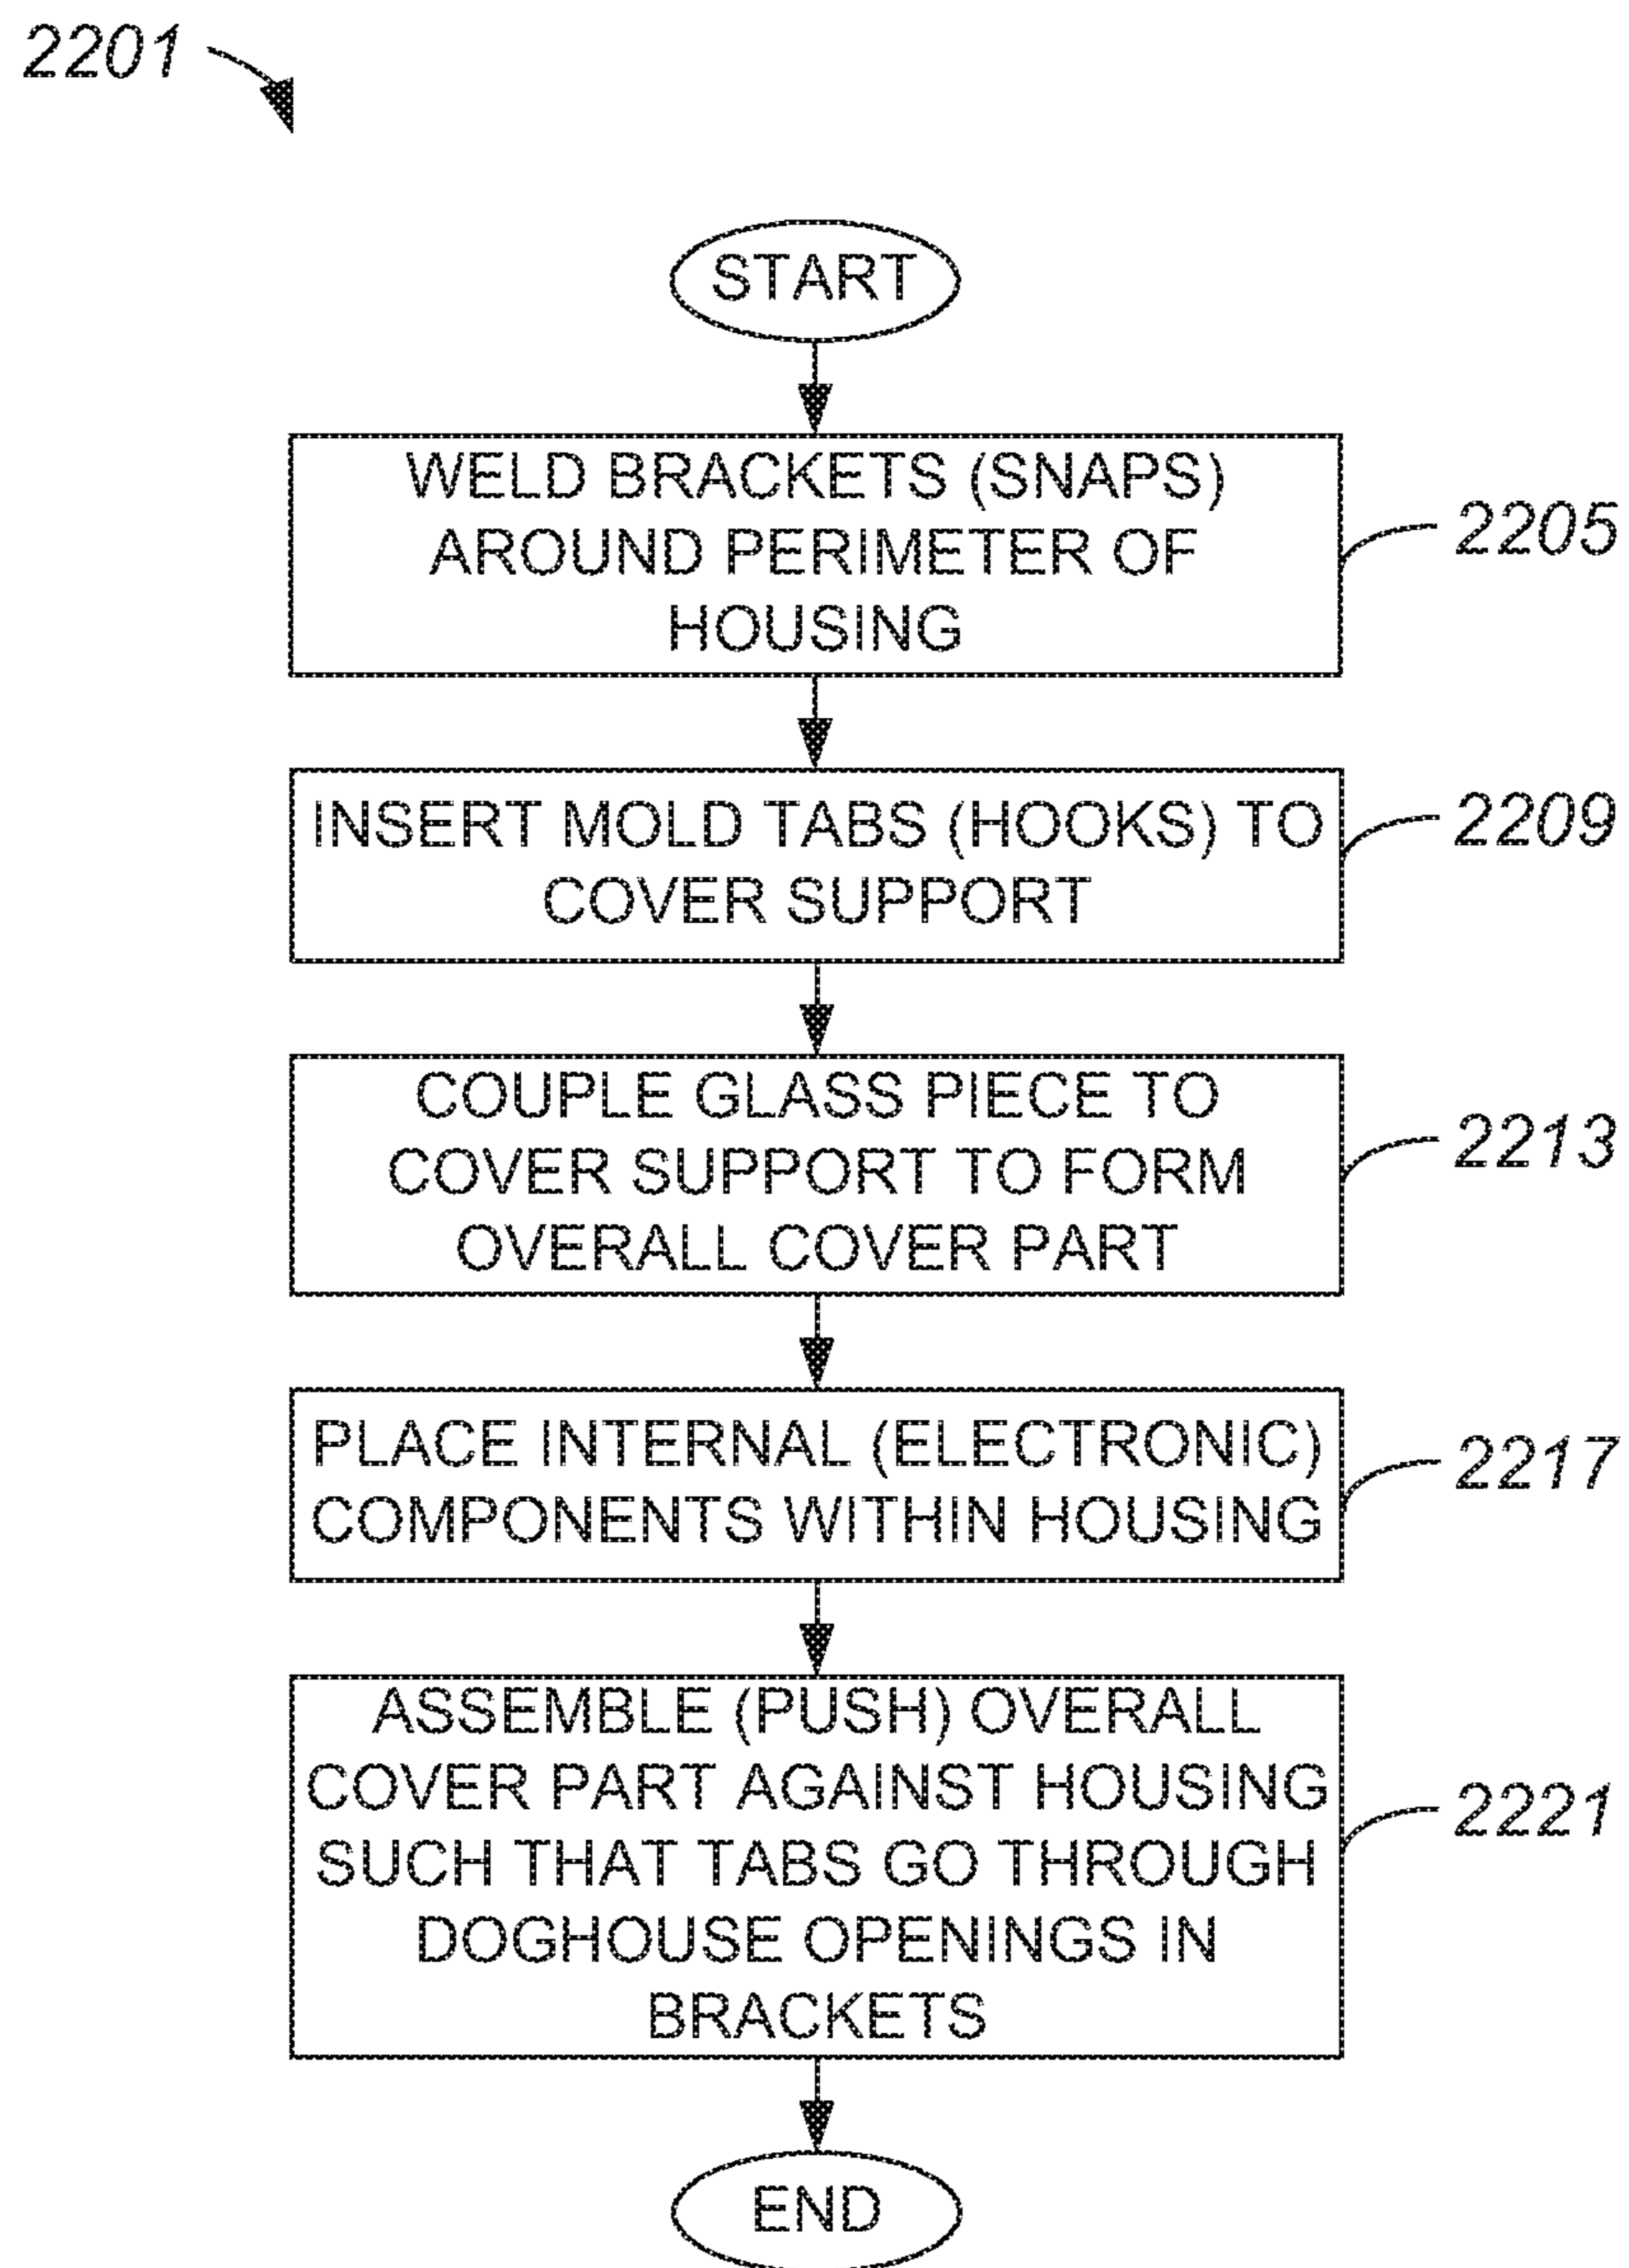 2201
START
WELD BRACKETS (SNAPS)
AROUND PERIMETER OF
HOUSING
2205
INSERT MOLD TABS (HOOKS) TO
COVER SUPPORT
2209
COUPLE GLASS PIECE TO
COVER SUPPORT TO FORM
OVERALL COVER PART
2213
PLACE INTERNAL (ELECTRONIC)
COMPONENTS WITHIN HOUSING
2217
ASSEMBLE (PUSH) OVERALL
COVER PART AGAINST HOUSING
SUCH THAT TABS GO THROUGH
DOGHOUSE OPENINGS IN
BRACKETS
2221
END